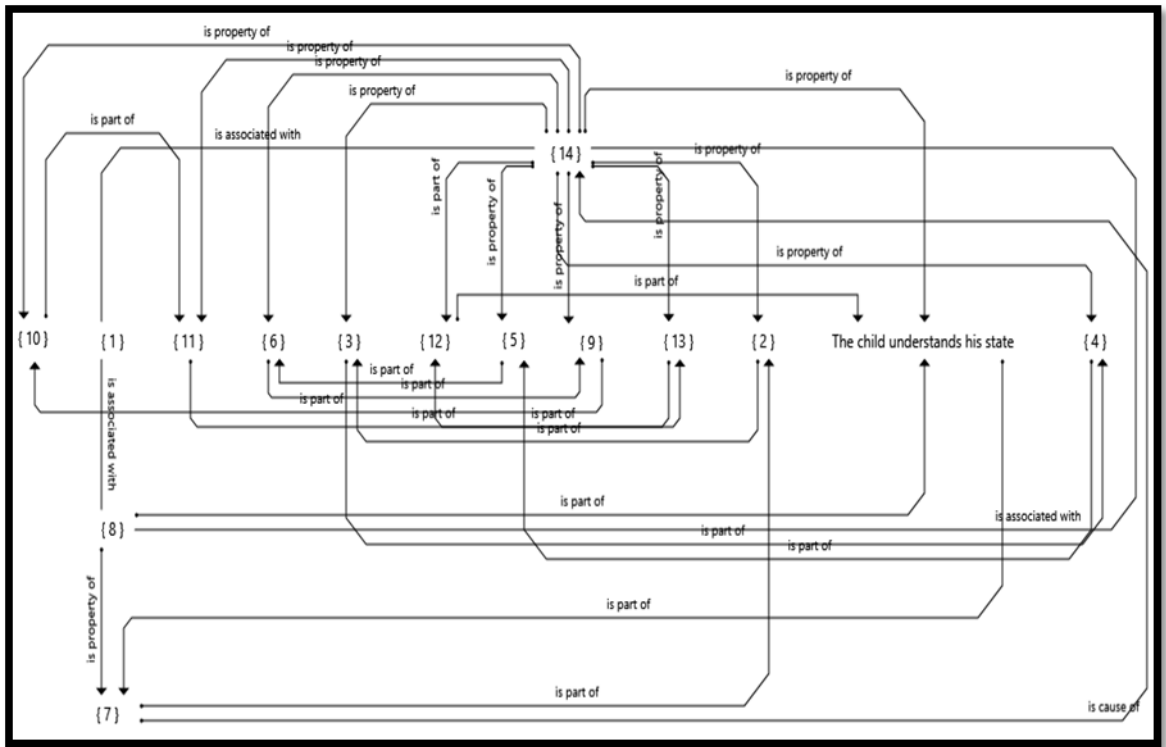 is property of
is property of
is property of
is property of
is property of
is part of
is associated with
{14}
is property of
is part of
is property of
is property of
is property of
is property of
is part of
{10}
{1}
{11}
{6}
{3}
{12}
{5}
{9}
{13}
{2}
The child understands his state
{4}
is part of
is part of
is part of
is part of
is part of
is part of
is associated with
is part of
is associated with
{8}
is part of
is part of
is property of
is part of
is part of
{7}
is cause of